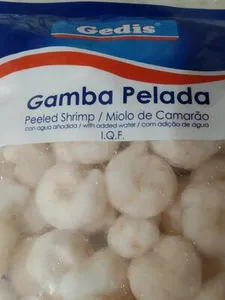 Gedis
Gamba Pelada
Peeled Shrimp / Miolo de Camarão
con agua añadida / with added water / com adição de água
I.Q.F.